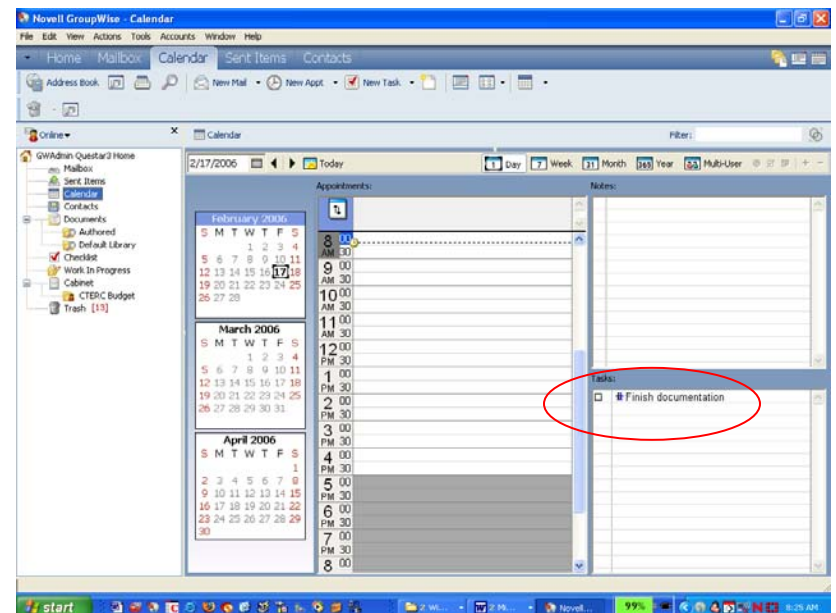 Novell GroupWise - Calendar
File Edit View Actions Tools Accounts Window Help
Home Mailbox Calendar Sent Items Contacts
Address Book New Mail New Appt New Task
Online x Calendar Filter:
GWAdmin Questar3 Home
Mailbox
Sent Items
Calendar
Contacts
Documents
Authored
Default Library
Checklist
Work In Progress
Cabinet
CTERC Budget
Trash [13]
2/17/2006 Today 1 Day 7 Week 31 Month 365 Year Multi-User
Appointments: Notes:
February 2006
S M T W T F S
1 2 3 4
5 6 7 8 9 10 11
12 13 14 15 16 17 18
19 20 21 22 23 24 25
26 27 28
March 2006
S M T W T F S
1 2 3 4
5 6 7 8 9 10 11
12 13 14 15 16 17 18
19 20 21 22 23 24 25
26 27 28 29 30 31
April 2006
S M T W T F S
1
2 3 4 5 6 7 8
9 10 11 12 13 14 15
16 17 18 19 20 21 22
23 24 25 26 27 28 29
30
8 00
AM 30
9 00
AM 30
10 00
AM 30
11 00
AM 30
12 00
PM 30
1 00
PM 30
2 00
PM 30
3 00
PM 30
4 00
PM 30
5 00
PM 30
6 00
PM 30
7 00
PM 30
8 00
Tasks:
Finish documentation
start 2 Wi... 2 Mi... Novell... 99% 8:25 AM